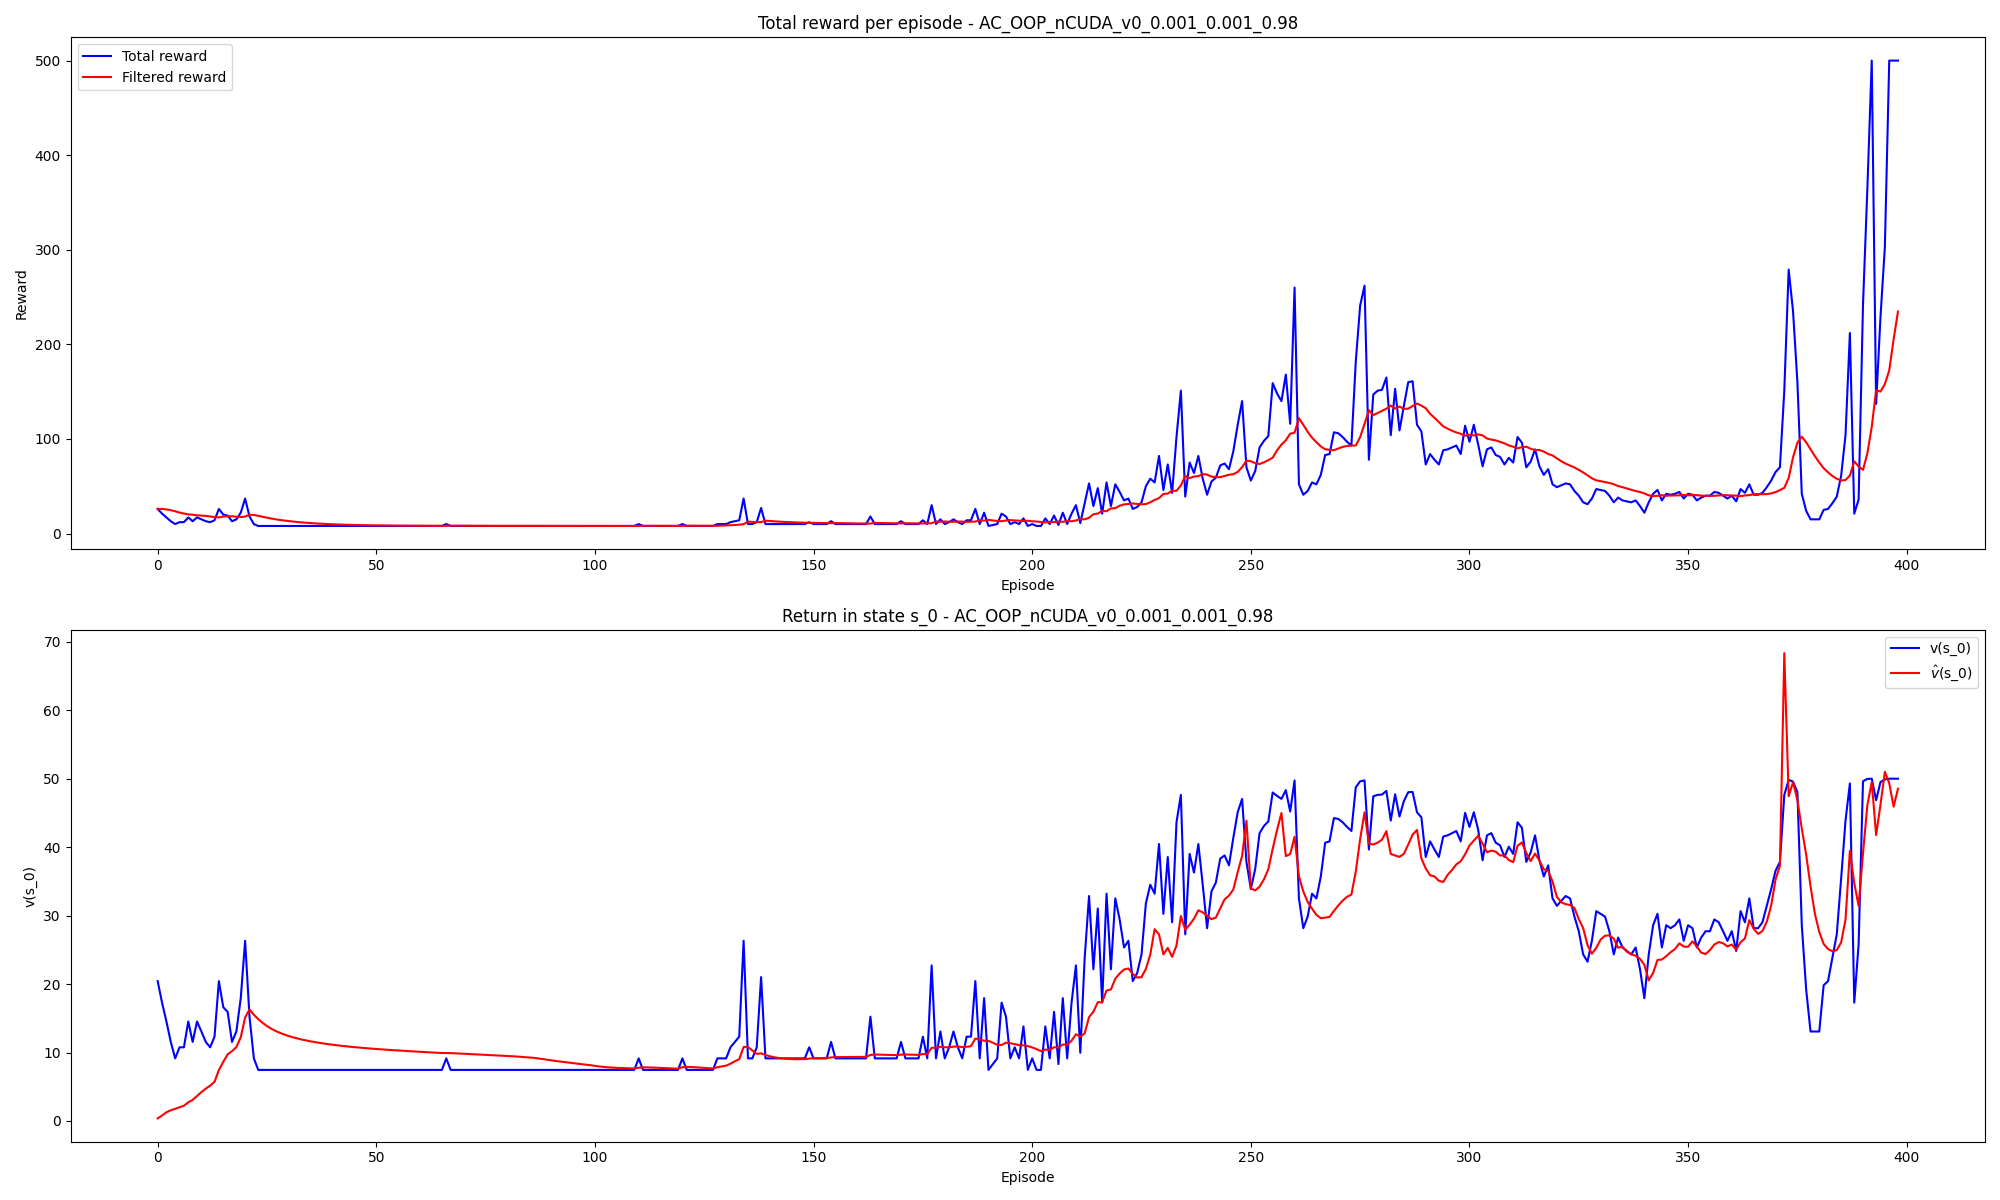 Total reward per episode - AC_OOP_nCUDA_v0_0.001_0.001_0.98
Total reward
Filtered reward
500
400
300
200
100
0
Reward
0 50 100 150 200 250 300 350 400
Episode
Return in state s_0 - AC_OOP_nCUDA_v0_0.001_0.001_0.98
v(s_0)
v̂(s_0)
70
60
50
40
30
20
10
0
v(s_0)
0 50 100 150 200 250 300 350 400
Episode